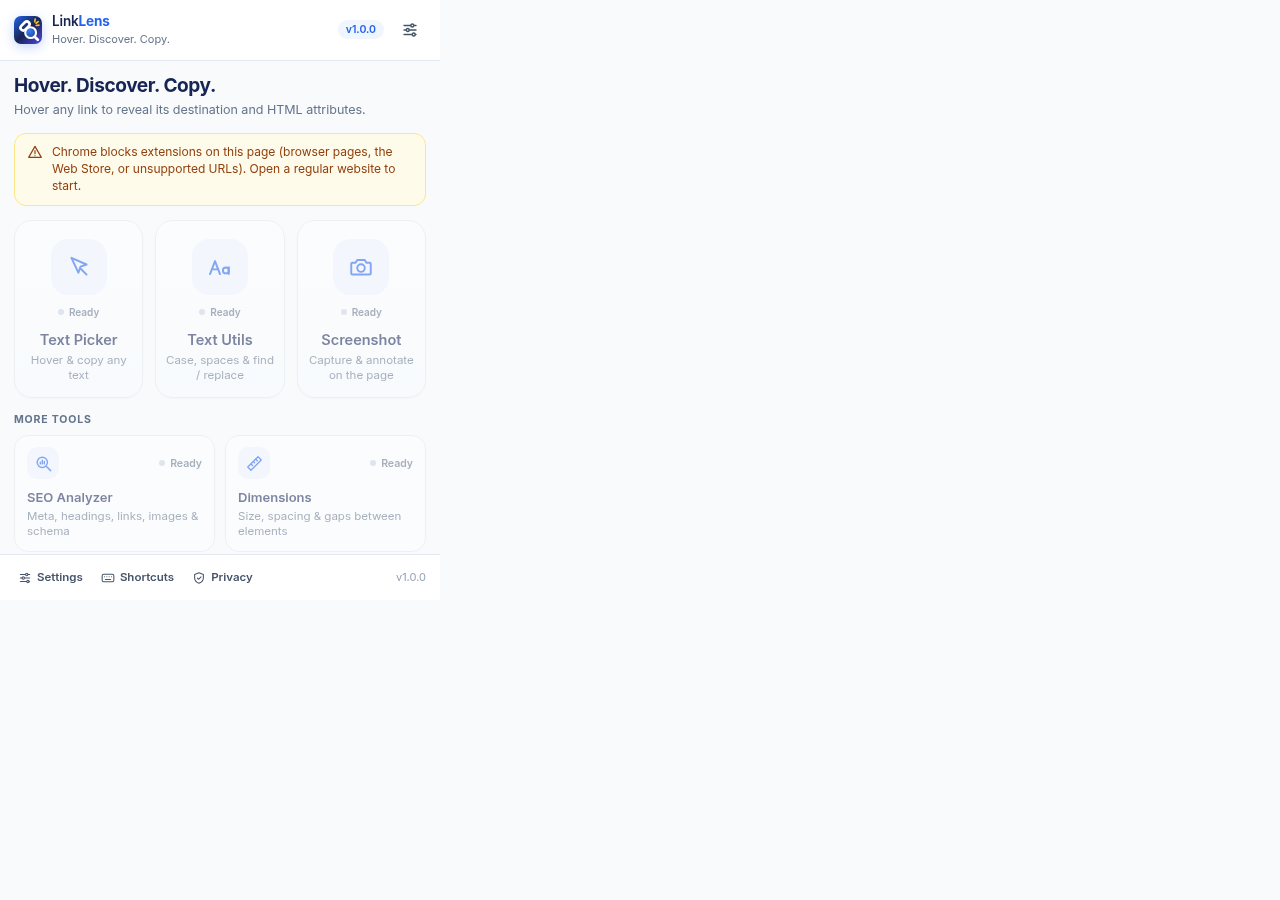 LinkLens
Hover. Discover. Copy.
v1.0.0
Hover. Discover. Copy.
Hover any link to reveal its destination and HTML attributes.
Chrome blocks extensions on this page (browser pages, the
Web Store, or unsupported URLs). Open a regular website to
start.
Ready
Text Picker
Hover & copy any
text
Ready
Text Utils
Case, spaces & find
/ replace
Ready
Screenshot
Capture & annotate
on the page
MORE TOOLS
Ready
SEO Analyzer
Meta, headings, links, images &
schema
Ready
Dimensions
Size, spacing & gaps between
elements
Settings
Shortcuts
Privacy
v1.0.0